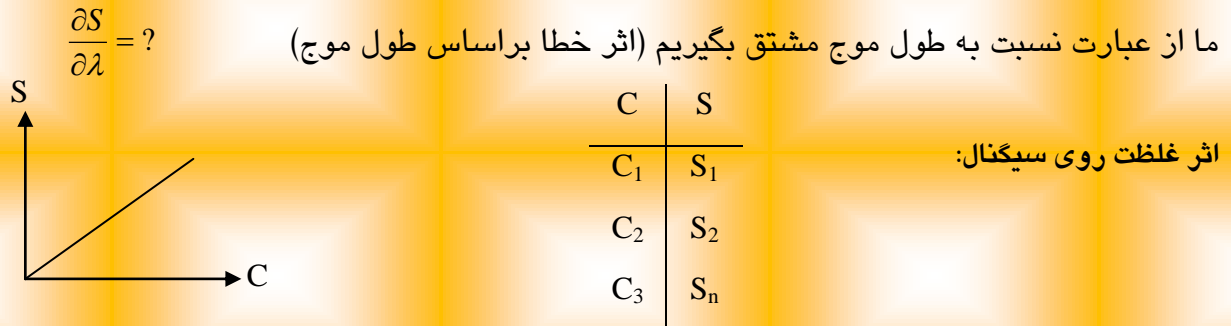 ما از عبارت نسبت به طول موج مشتق بگیریم (اثر خطا براساس طول موج) ∂S/∂λ = ?
اثر غلظت روی سیگنال:
C S
C₁ S₁
C₂ S₂
C₃ Sₙ
S
C